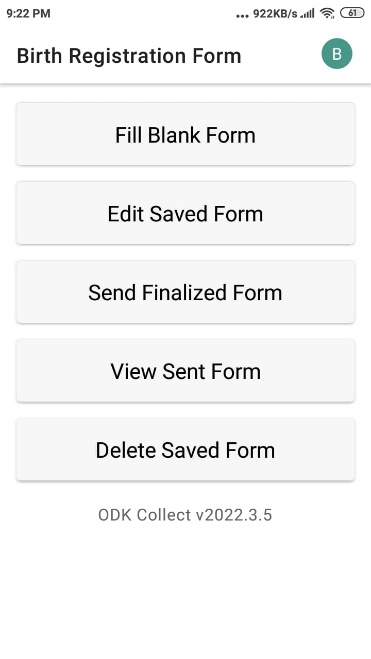 9:22 PM ... 922KB/s 61
Birth Registration Form B
Fill Blank Form
Edit Saved Form
Send Finalized Form
View Sent Form
Delete Saved Form
ODK Collect v2022.3.5